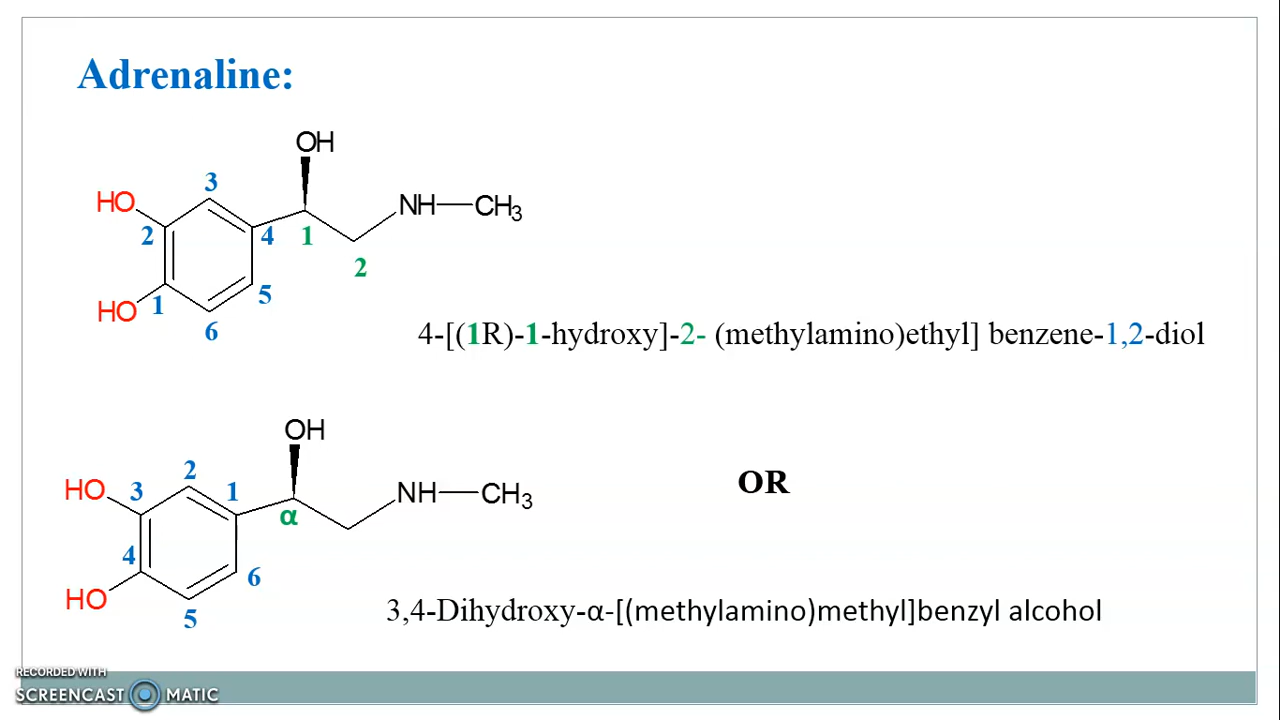 Adrenaline:
OH
HO
3
NH—CH3
2
4
1
2
HO
1
5
6
4-[(1R)-1-hydroxy]-2- (methylamino)ethyl] benzene-1,2-diol
OH
HO
3
2
1
NH—CH3
OR
α
4
6
HO
5
3,4-Dihydroxy-α-[(methylamino)methyl]benzyl alcohol
RECORDED WITH
SCREENCAST MATIC